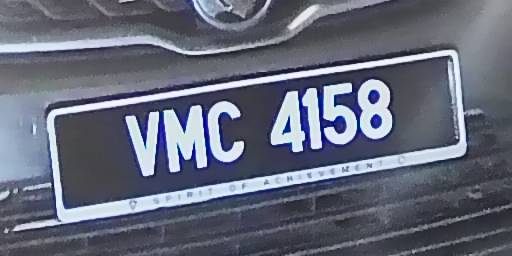 VMC 4158
SPIRIT OF ACHIEVEMENT